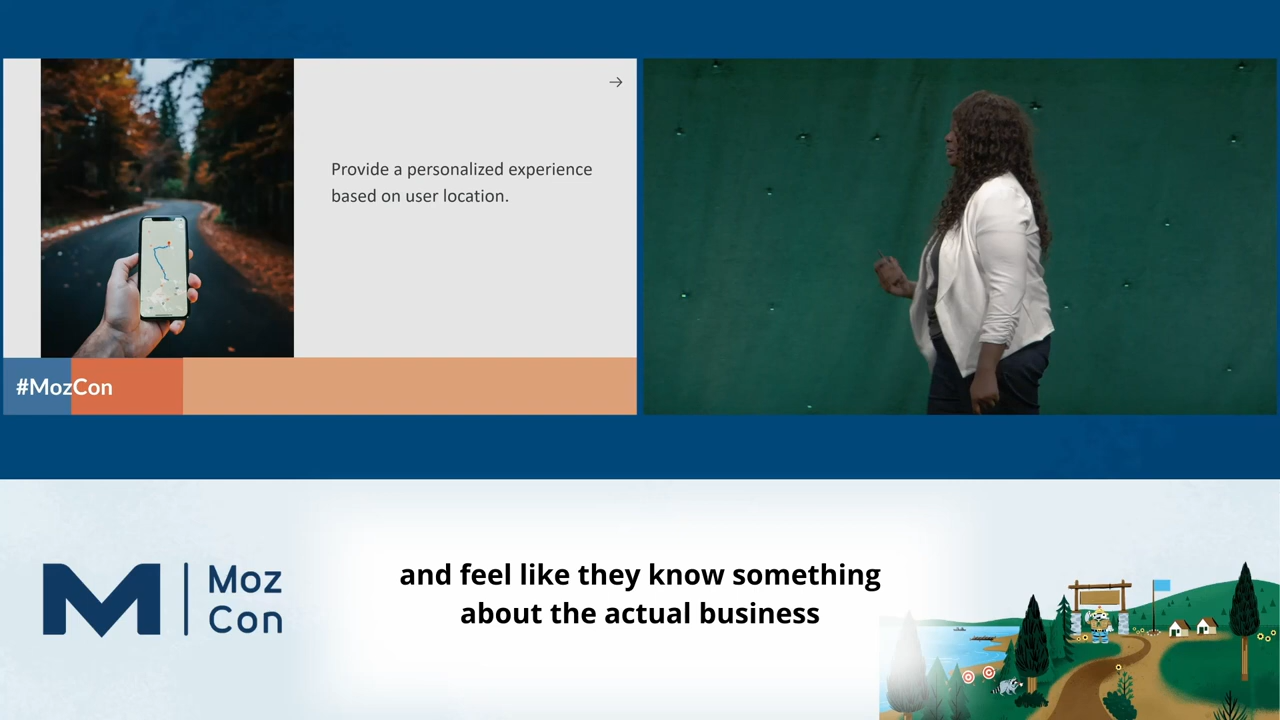 Provide a personalized experience
based on user location.
#MozCon
Moz
Con
and feel like they know something
about the actual business